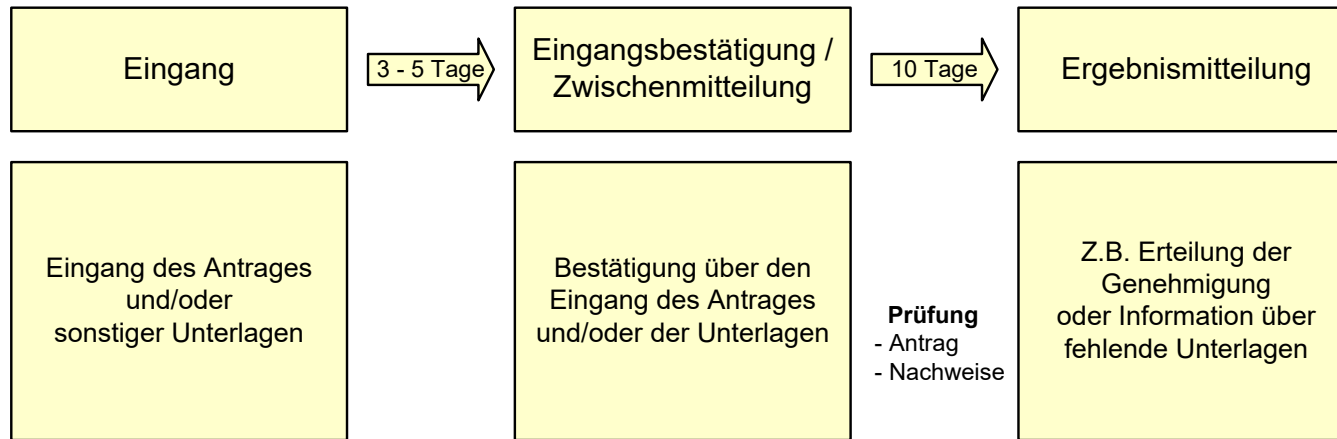 Eingang
3 - 5 Tage
Eingangsbestätigung /
Zwischenmitteilung
10 Tage
Ergebnismitteilung
Eingang des Antrages
und/oder
sonstiger Unterlagen
Bestätigung über den
Eingang des Antrages
und/oder der Unterlagen
Prüfung
- Antrag
- Nachweise
Z.B. Erteilung der
Genehmigung
oder Information über
fehlende Unterlagen